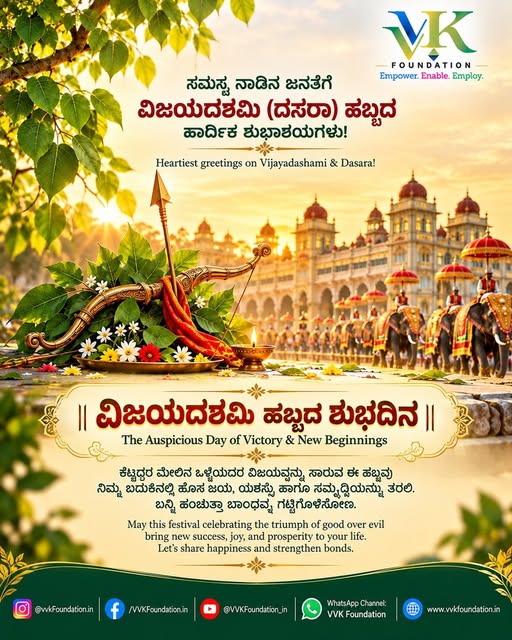 VK
FOUNDATION
Empower. Enable. Employ.
ಸಮಸ್ತ ನಾಡಿನ ಜನತೆಗೆ
ವಿಜಯದಶಮಿ (ದಸರಾ) ಹಬ್ಬದ
ಹಾರ್ದಿಕ ಶುಭಾಶಯಗಳು!
Heartiest greetings on Vijayadashami & Dasara!
|| ವಿಜಯದಶಮಿ ಹಬ್ಬದ ಶುಭದಿನ ||
The Auspicious Day of Victory & New Beginnings
ಕೆಟ್ಟದ್ದರ ಮೇಲಿನ ಒಳ್ಳೆಯದರ ವಿಜಯವನ್ನು ಸಾರುವ ಈ ಹಬ್ಬವು
ನಿಮ್ಮ ಬದುಕಿನಲ್ಲಿ ಹೊಸ ಜಯ, ಯಶಸ್ಸು ಹಾಗೂ ಸಮೃದ್ಧಿಯನ್ನು ತರಲಿ.
ಬನ್ನಿ ಹಂಚುತ್ತಾ ಬಾಂಧವ್ಯ ಗಟ್ಟಿಗೊಳಿಸೋಣ.
May this festival celebrating the triumph of good over evil
bring new success, joy, and prosperity to your life.
Let's share happiness and strengthen bonds.
@vvkFoundation.in
/VVKFoundation.in
@VVKFoundation_in
WhatsApp Channel:
VVK Foundation
www.vvkfoundation.in